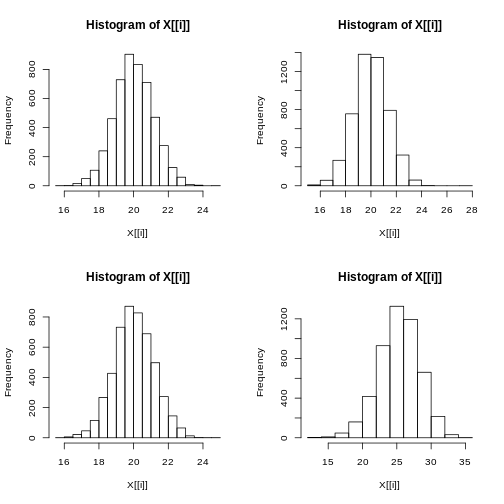 Histogram of X[[i]]
Frequency
0 200 400 600 800
16 18 20 22 24
X[[i]]
Histogram of X[[i]]
Frequency
0 400 800 1200
16 18 20 22 24 26 28
X[[i]]
Histogram of X[[i]]
Frequency
0 200 400 600 800
16 18 20 22 24
X[[i]]
Histogram of X[[i]]
Frequency
0 400 800 1200
15 20 25 30 35
X[[i]]